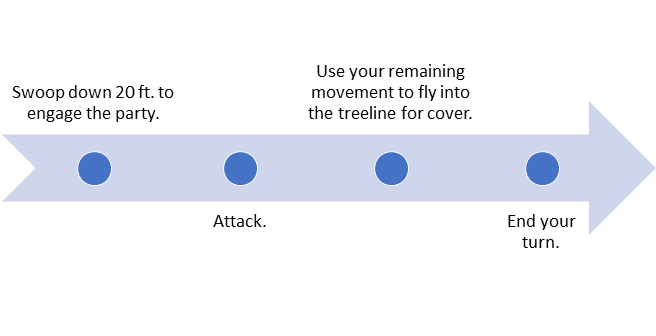 Swoop down 20 ft. to
engage the party.
Attack.
Use your remaining
movement to fly into
the treeline for cover.
End your
turn.